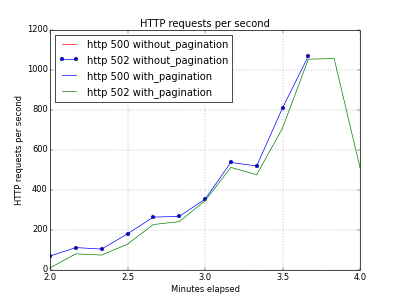 HTTP requests per second
1200
1000
800
600
400
200
0
HTTP requests per second
http 500 without_pagination
http 502 without_pagination
http 500 with_pagination
http 502 with_pagination
2.0 2.5 3.0 3.5 4.0
Minutes elapsed